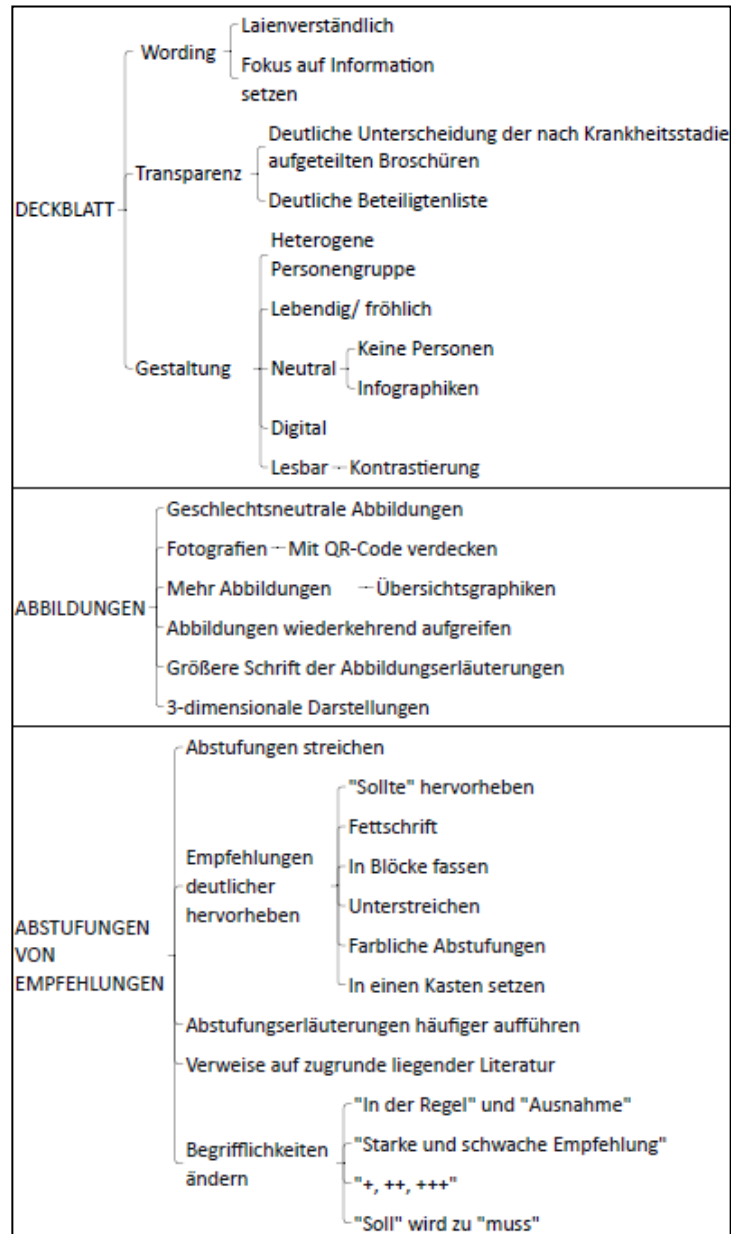 DECKBLATT
Wording
Laienverständlich
Fokus auf Information
setzen
Transparenz
Deutliche Unterscheidung der nach Krankheitsstadie
aufgeteilten Broschüren
Deutliche Beteiligtenliste
Gestaltung
Heterogene
Personengruppe
Lebendig/ fröhlich
Neutral
Keine Personen
Infographiken
Digital
Lesbar
Kontrastierung
ABBILDUNGEN
Geschlechtsneutrale Abbildungen
Fotografien
Mit QR-Code verdecken
Mehr Abbildungen
Übersichtsgraphiken
Abbildungen wiederkehrend aufgreifen
Größere Schrift der Abbildungserläuterungen
3-dimensionale Darstellungen
ABSTUFUNGEN
VON
EMPFEHLUNGEN
Abstufungen streichen
Empfehlungen
deutlicher
hervorheben
"Sollte" hervorheben
Fettschrift
In Blöcke fassen
Unterstreichen
Farbliche Abstufungen
In einen Kasten setzen
Abstufungserläuterungen häufiger aufführen
Verweise auf zugrunde liegender Literatur
Begrifflichkeiten
ändern
"In der Regel" und "Ausnahme"
"Starke und schwache Empfehlung"
"+, ++, +++"
"Soll" wird zu "muss"